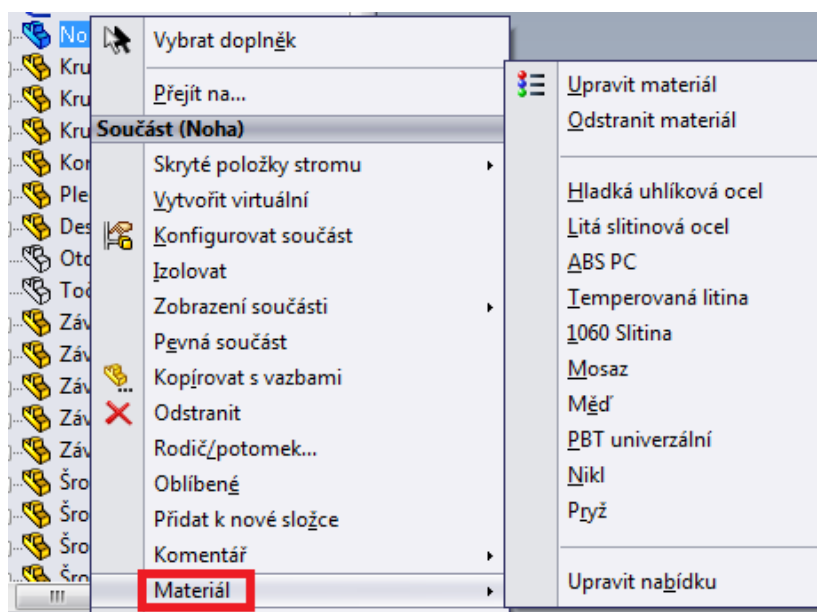 No
Kru
Kru
Kru
Kor
Ple
Des
Oto
Toč
Záv
Záv
Záv
Záv
Záv
Šro
Šro
Šro
Šro
Vybrat doplněk
Přejít na...
Součást (Noha)
Skryté položky stromu
Vytvořit virtuální
Konfigurovat součást
Izolovat
Zobrazení součásti
Pevná součást
Kopírovat s vazbami
Odstranit
Rodič/potomek...
Oblíbené
Přidat k nové složce
Komentář
Materiál
Upravit materiál
Odstranit materiál
Hladká uhlíková ocel
Litá slitinová ocel
ABS PC
Temperovaná litina
1060 Slitina
Mosaz
Měď
PBT univerzální
Nikl
Pryž
Upravit nabídku